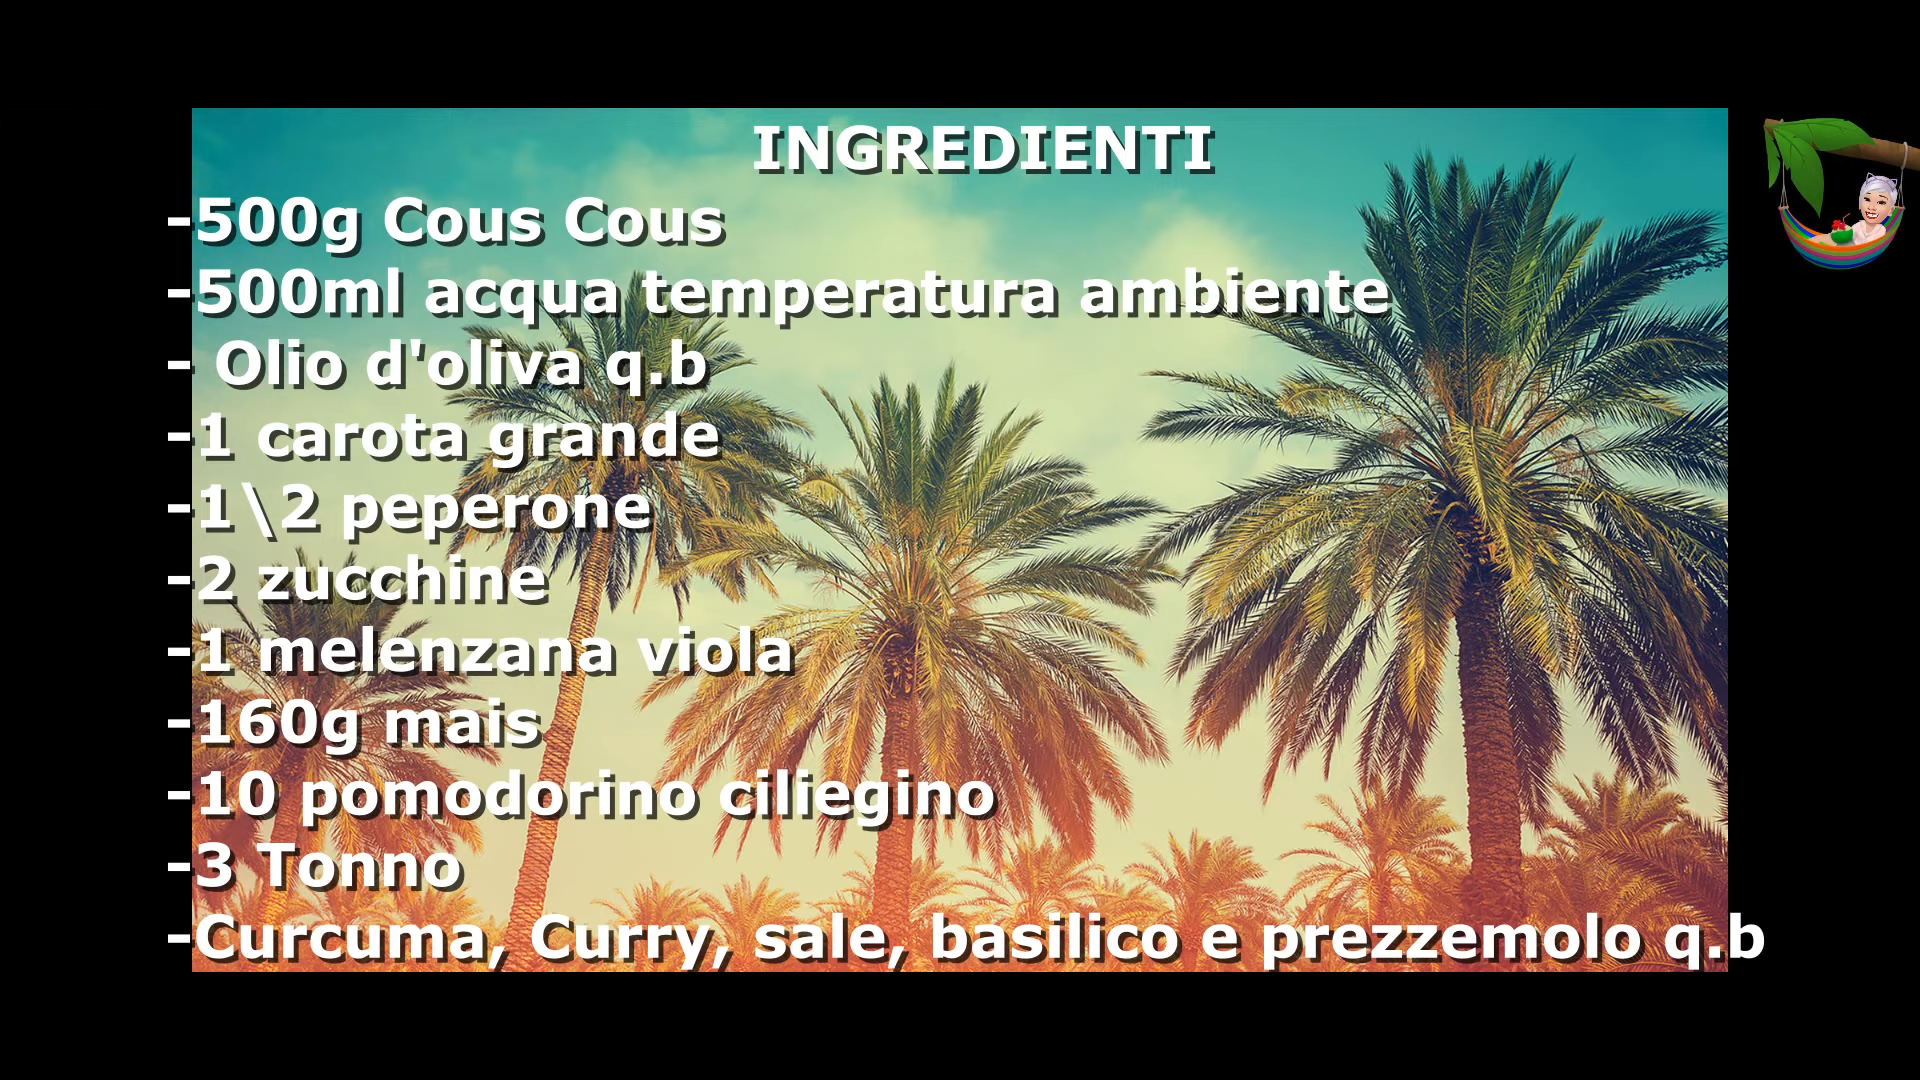 INGREDIENTI
-500g Cous Cous
-500ml acqua temperatura ambiente
- Olio d'oliva q.b
-1 carota grande
-1\2 peperone
-2 zucchine
-1 melenzana viola
-160g mais
-10 pomodorino ciliegino
-3 Tonno
-Curcuma, Curry, sale, basilico e prezzemolo q.b